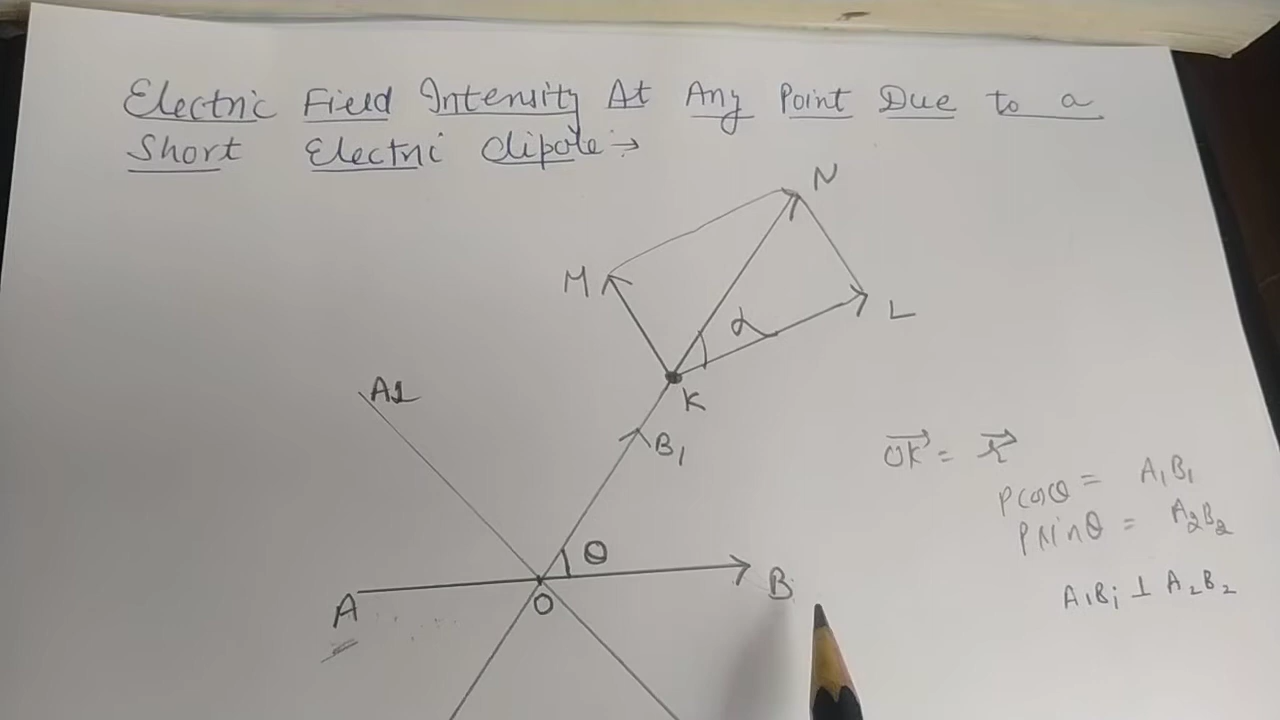 Electric Field Intensity At Any Point Due to a
Short Electric dipole →
N
M
α
L
K
A1
B1
OK = r
Pcosθ = A1B1
Psinθ = A2B2
A1B1 ⊥ A2B2
θ
A
O
B